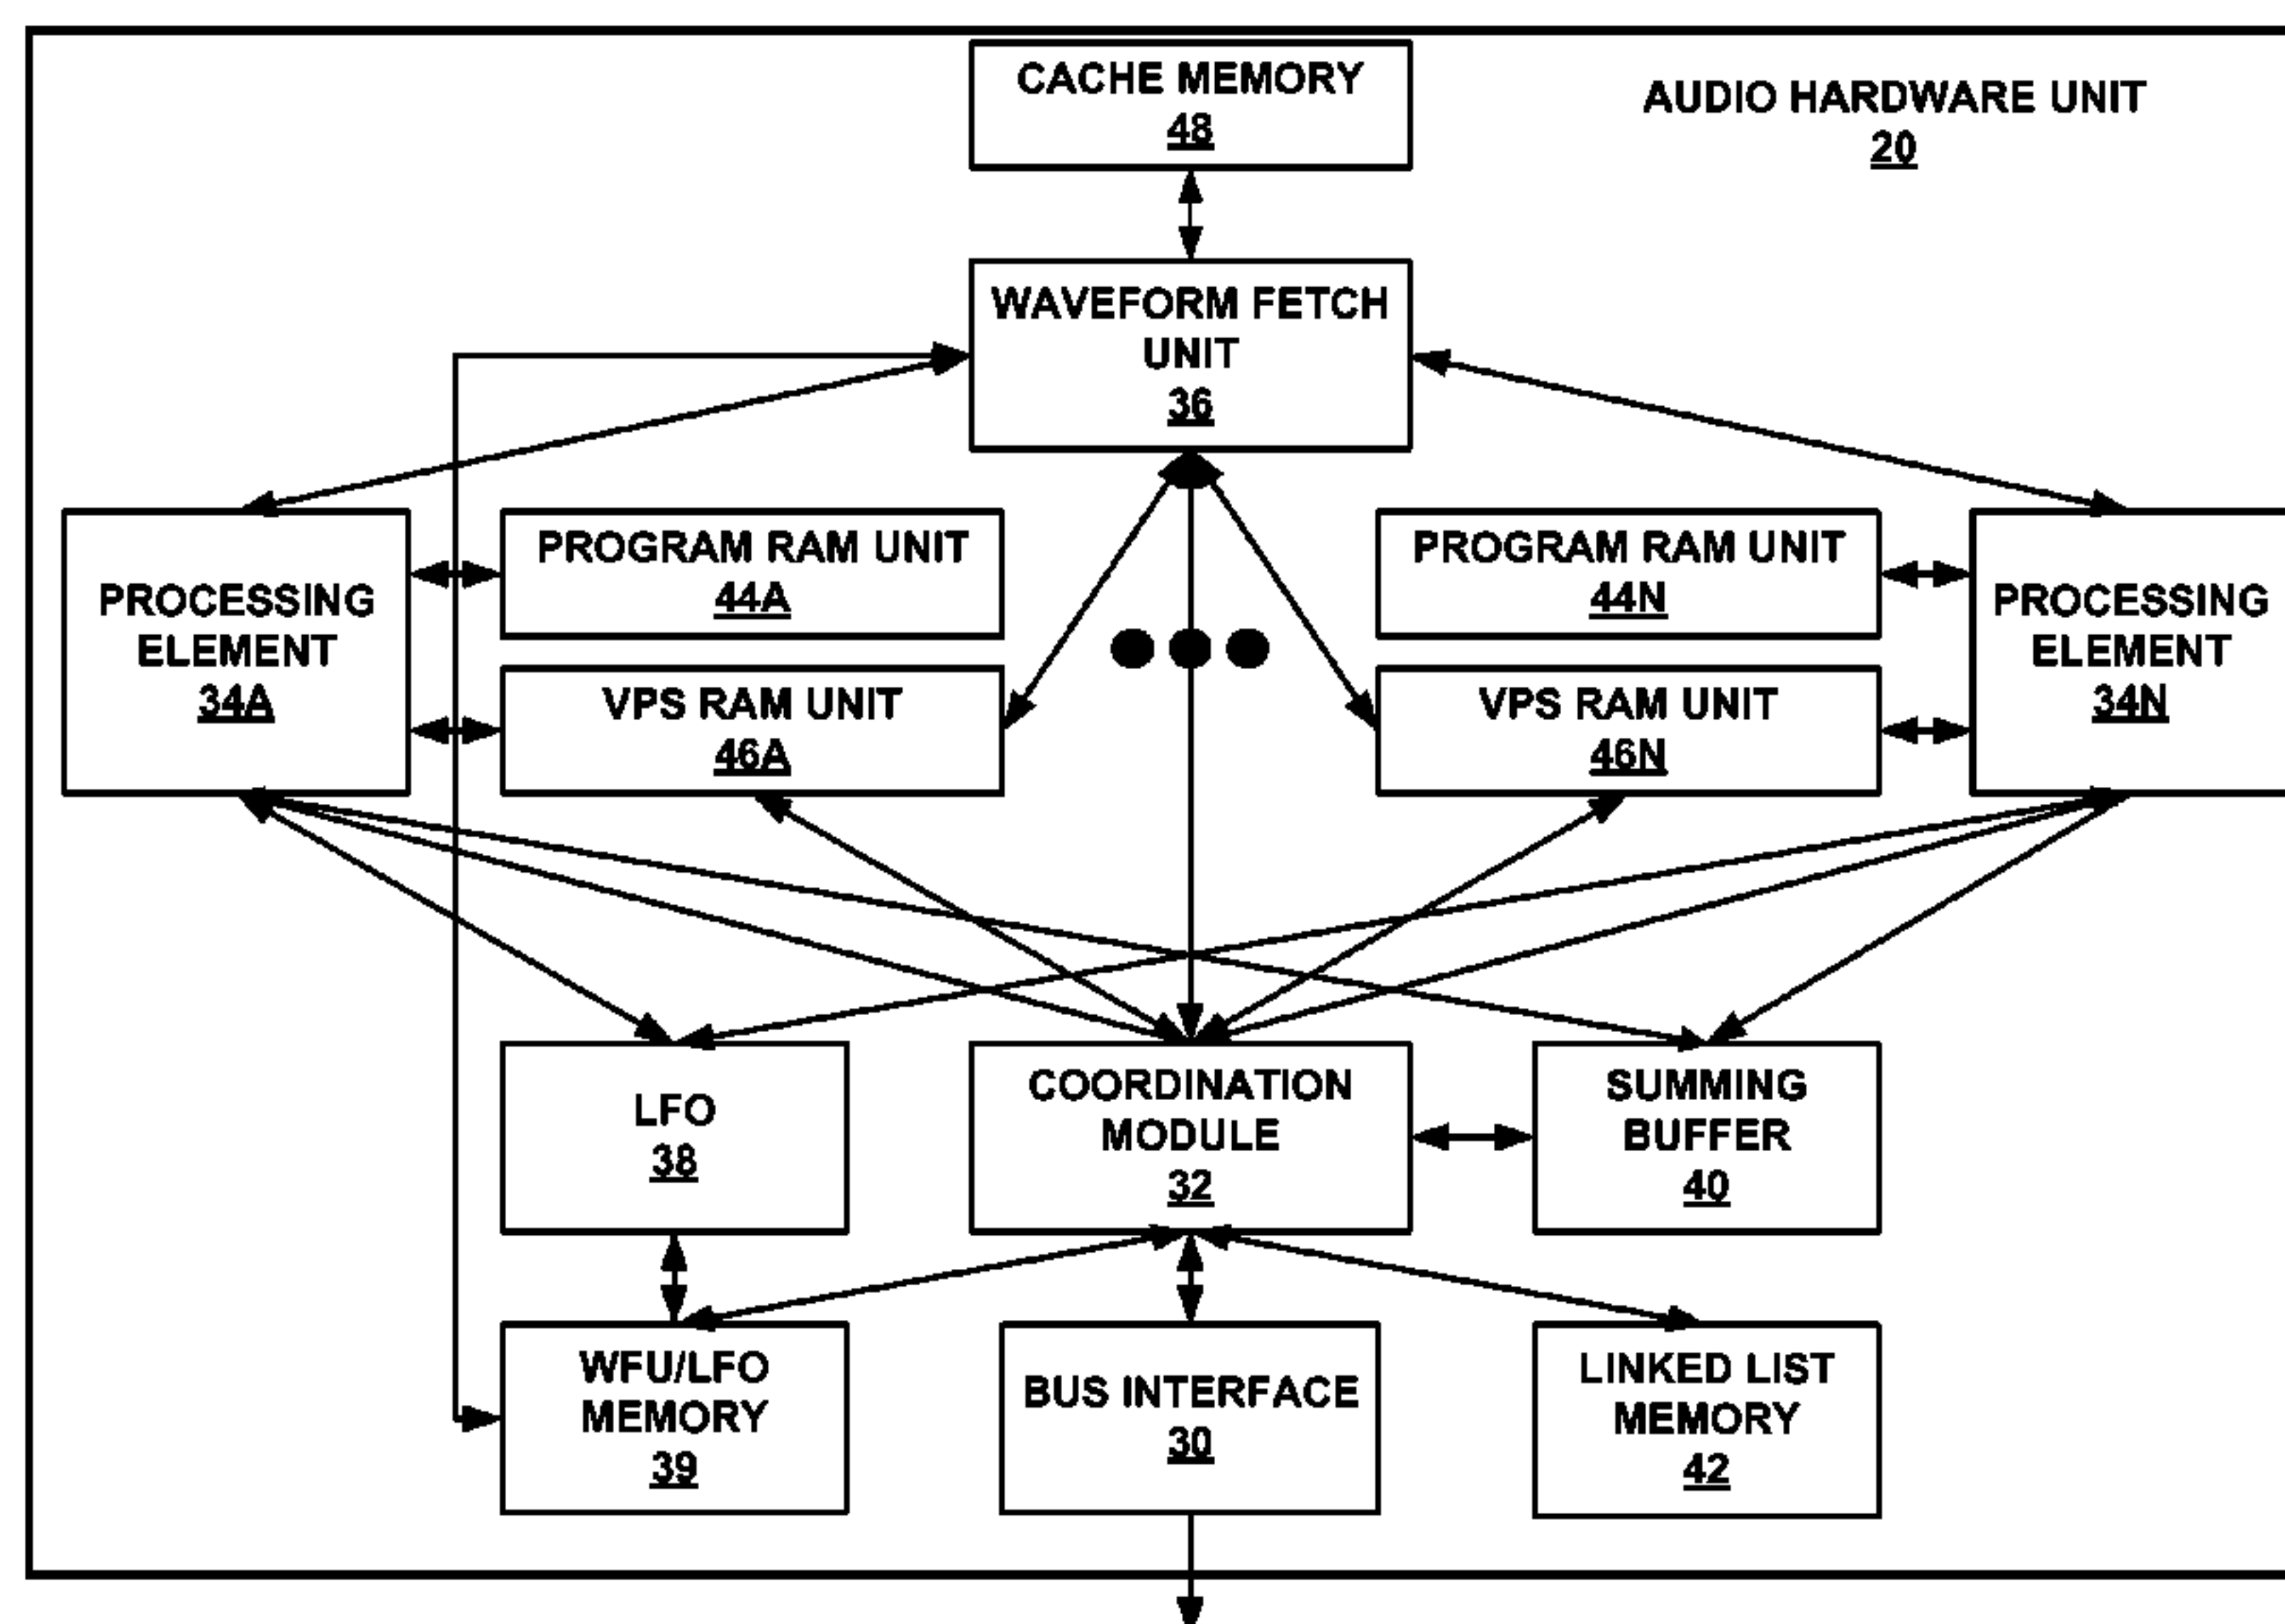 CACHE MEMORY
48
AUDIO HARDWARE UNIT
20
WAVEFORM FETCH
UNIT
36
PROCESSING
ELEMENT
34A
PROGRAM RAM UNIT
44A
VPS RAM UNIT
46A
PROGRAM RAM UNIT
44N
VPS RAM UNIT
46N
PROCESSING
ELEMENT
34N
LFO
38
COORDINATION
MODULE
32
SUMMING
BUFFER
40
WFU/LFO
MEMORY
39
BUS INTERFACE
30
LINKED LIST
MEMORY
42